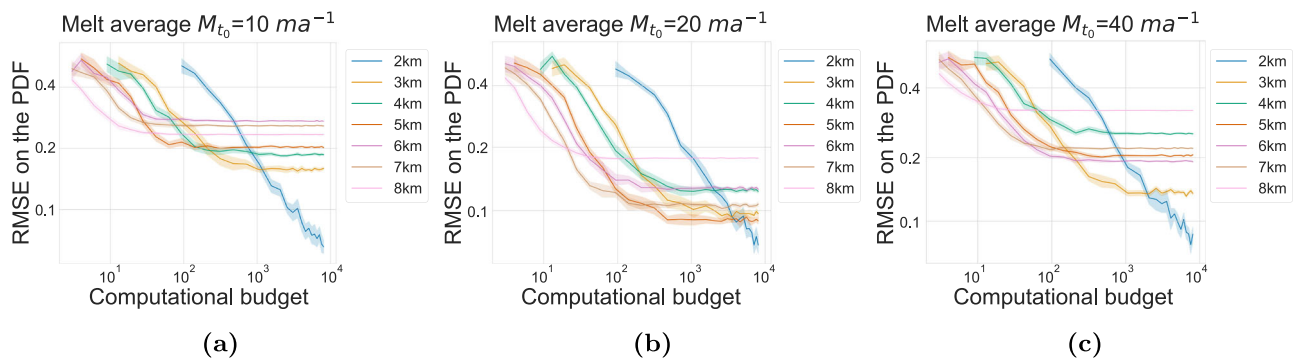 Melt average $M_{t_0}$=10 $ma^{-1}$
RMSE on the PDF
0.4
0.2
0.1
10¹
10²
10³
10⁴
Computational budget
2km
3km
4km
5km
6km
7km
8km
(a)
Melt average $M_{t_0}$=20 $ma^{-1}$
RMSE on the PDF
0.4
0.2
0.1
10¹
10²
10³
10⁴
Computational budget
2km
3km
4km
5km
6km
7km
8km
(b)
Melt average $M_{t_0}$=40 $ma^{-1}$
RMSE on the PDF
0.4
0.2
0.1
10¹
10²
10³
10⁴
Computational budget
2km
3km
4km
5km
6km
7km
8km
(c)